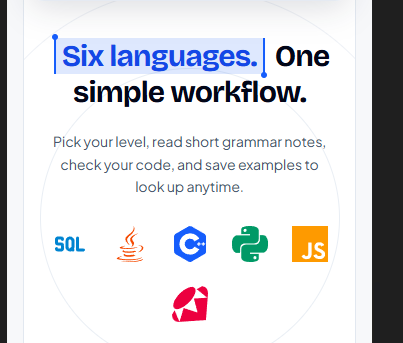 Six languages. One
simple workflow.
Pick your level, read short grammar notes,
check your code, and save examples to
look up anytime.
SQL
C++
JS